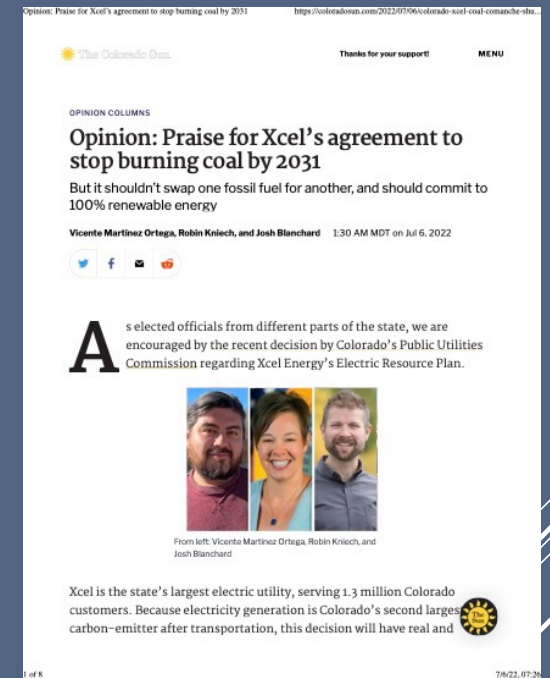 Opinion: Praise for Xcel's agreement to stop burning coal by 2031
https://coloradosun.com/2022/07/06/colorado-xcel-coal-comanche-shu...
The Colorado Sun
Thanks for your support!
MENU
OPINION COLUMNS
Opinion: Praise for Xcel's agreement to
stop burning coal by 2031
But it shouldn't swap one fossil fuel for another, and should commit to
100% renewable energy
Vicente Martinez Ortega, Robin Kniech, and Josh Blanchard 1:30 AM MDT on Jul 6, 2022
As elected officials from different parts of the state, we are
encouraged by the recent decision by Colorado's Public Utilities
Commission regarding Xcel Energy's Electric Resource Plan.
From left: Vicente Martinez Ortega, Robin Kniech, and
Josh Blanchard
Xcel is the state's largest electric utility, serving 1.3 million Colorado
customers. Because electricity generation is Colorado's second largest
carbon-emitter after transportation, this decision will have real and
The
Sun
1 of 8
7/6/22, 07:26